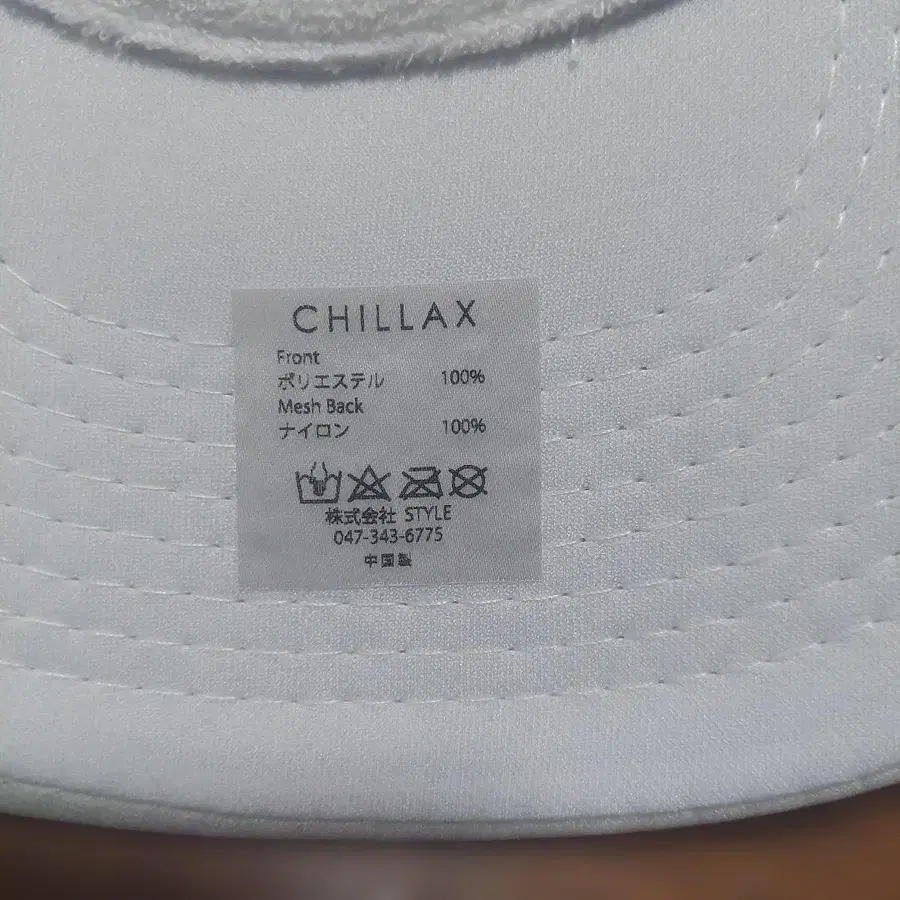 CHILLAX
Front
ポリエステル 100%
Mesh Back
ナイロン 100%
株式会社 STYLE
047-343-6775
中国製